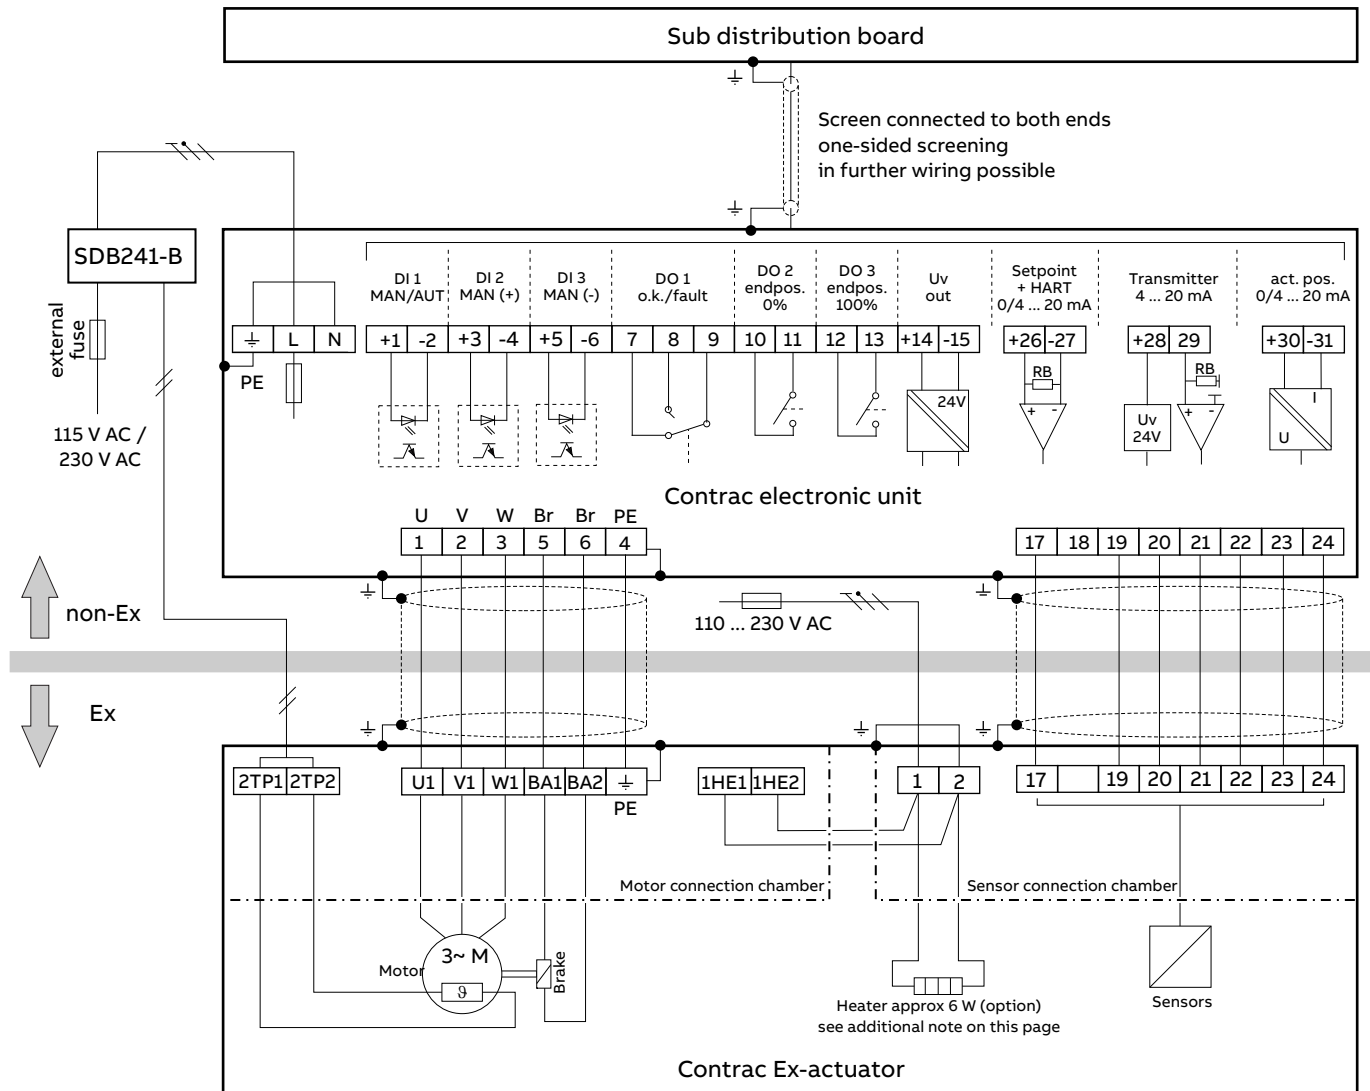 Sub distribution board
Screen connected to both ends
one-sided screening
in further wiring possible
SDB241-B
external
fuse
115 V AC /
230 V AC
DI 1
MAN/AUT
DI 2
MAN (+)
DI 3
MAN (-)
DO 1
o.k./fault
DO 2
endpos.
0%
DO 3
endpos.
100%
Uv
out
Setpoint
+ HART
0/4 ... 20 mA
Transmitter
4 ... 20 mA
act. pos.
0/4 ... 20 mA
L N +1 -2 +3 -4 +5 -6 7 8 9 10 11 12 13 +14 -15 +26 -27 +28 29 +30 -31
PE
24V
RB
+ -
Uv
24V
RB
+ -
I
U
Contrac electronic unit
U V W Br Br PE
1 2 3 5 6 4
17 18 19 20 21 22 23 24
non-Ex
110 ... 230 V AC
Ex
2TP1 2TP2
U1 V1 W1 BA1 BA2
PE
1HE1 1HE2
1 2
17 19 20 21 22 23 24
Motor connection chamber
Sensor connection chamber
3~ M
Motor
ϑ
Brake
Heater approx 6 W (option)
see additional note on this page
Sensors
Contrac Ex-actuator